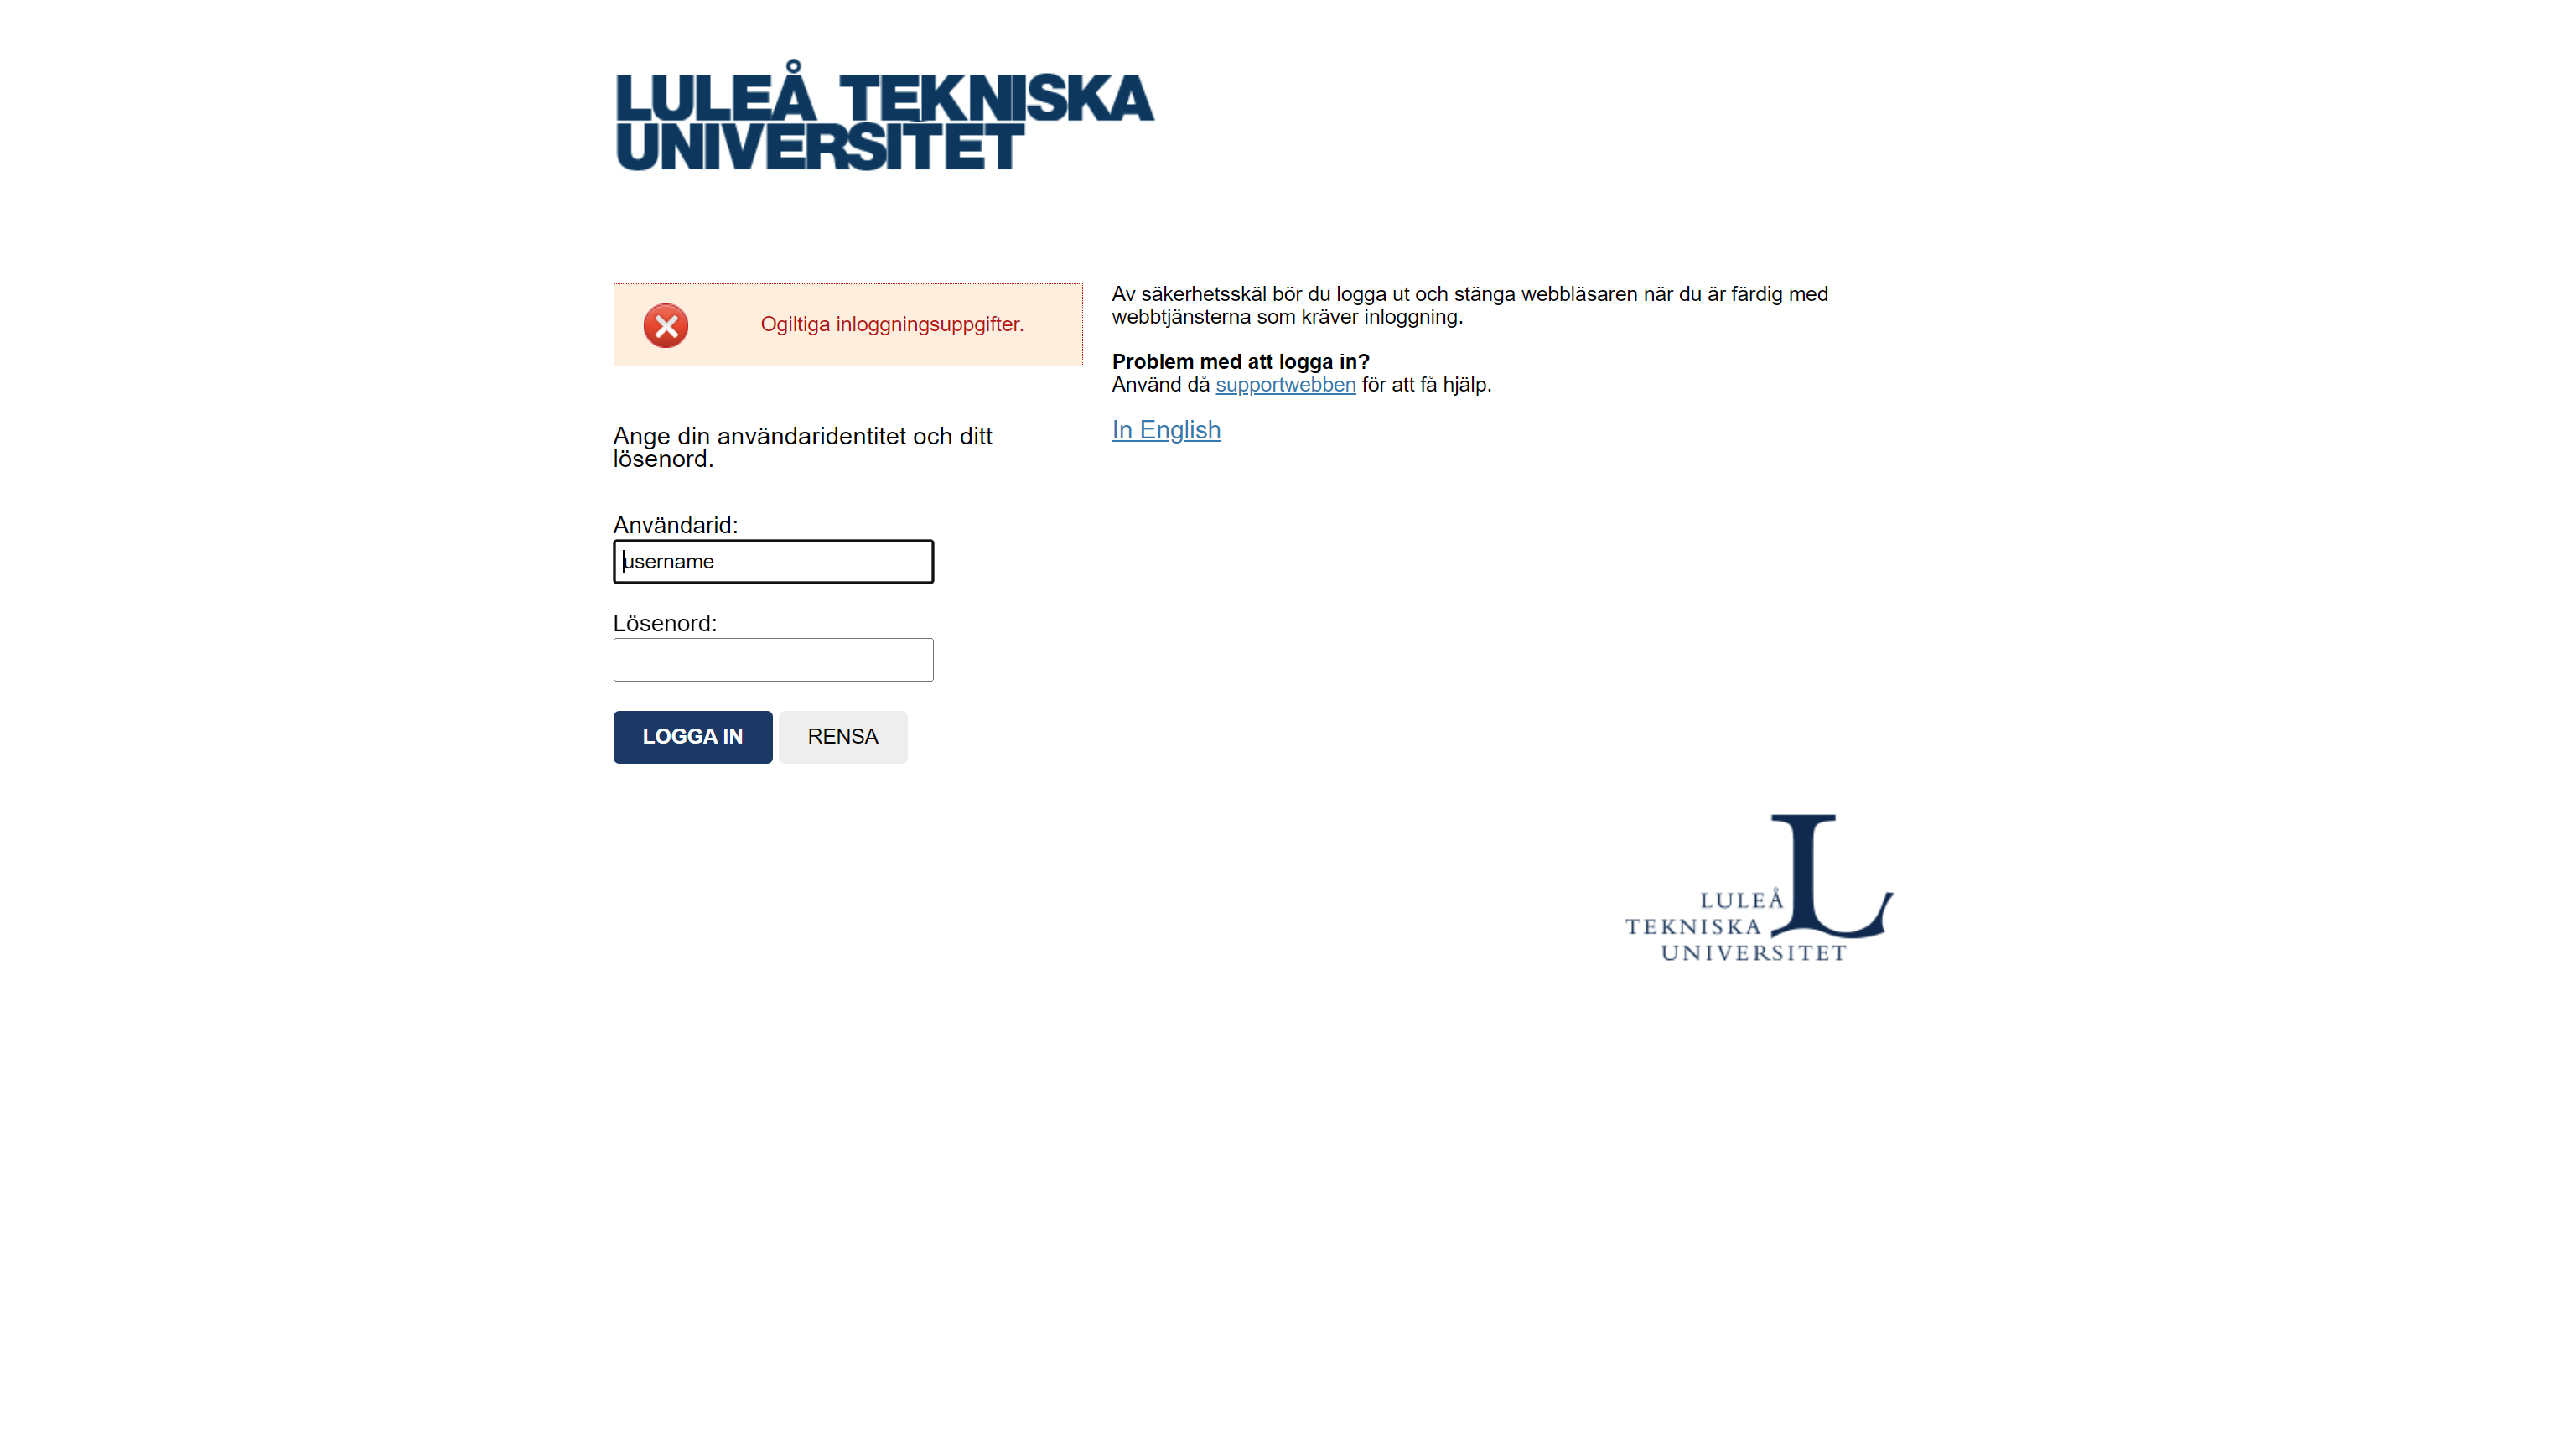 LULEÅ TEKNISKA
UNIVERSITET
Ogiltiga inloggningsuppgifter.
Ange din användaridentitet och ditt
lösenord.
Användarid:
username
Lösenord:
LOGGA IN
RENSA
Av säkerhetsskäl bör du logga ut och stänga webbläsaren när du är färdig med
webbtjänsterna som kräver inloggning.
Problem med att logga in?
Använd då supportwebben för att få hjälp.
In English
L
LULEÅ
TEKNISKA
UNIVERSITET